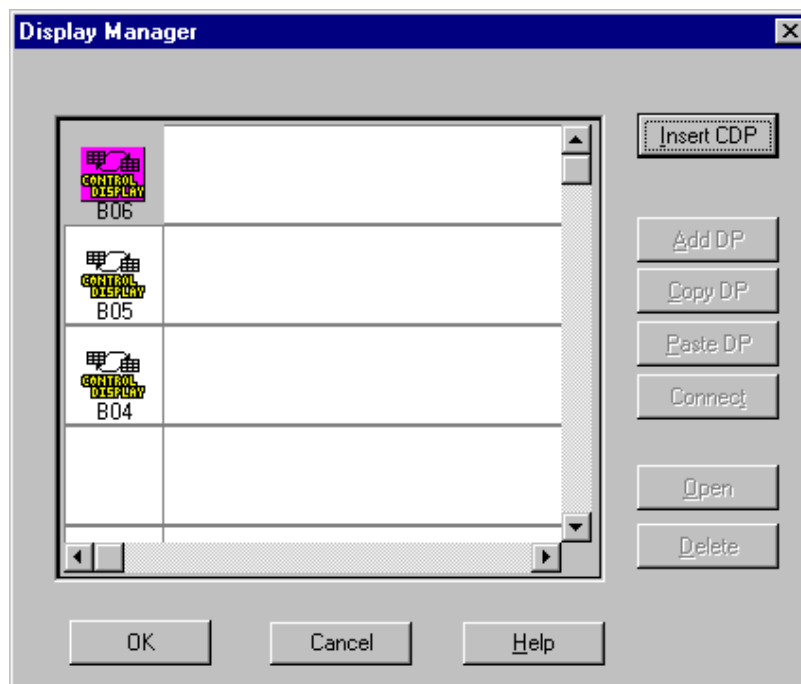 Display Manager
Insert CDP
CONTROL
DISPLAY
B06
Add DP
CONTROL
DISPLAY
B05
Copy DP
Paste DP
CONTROL
DISPLAY
B04
Connect
Open
Delete
OK
Cancel
Help